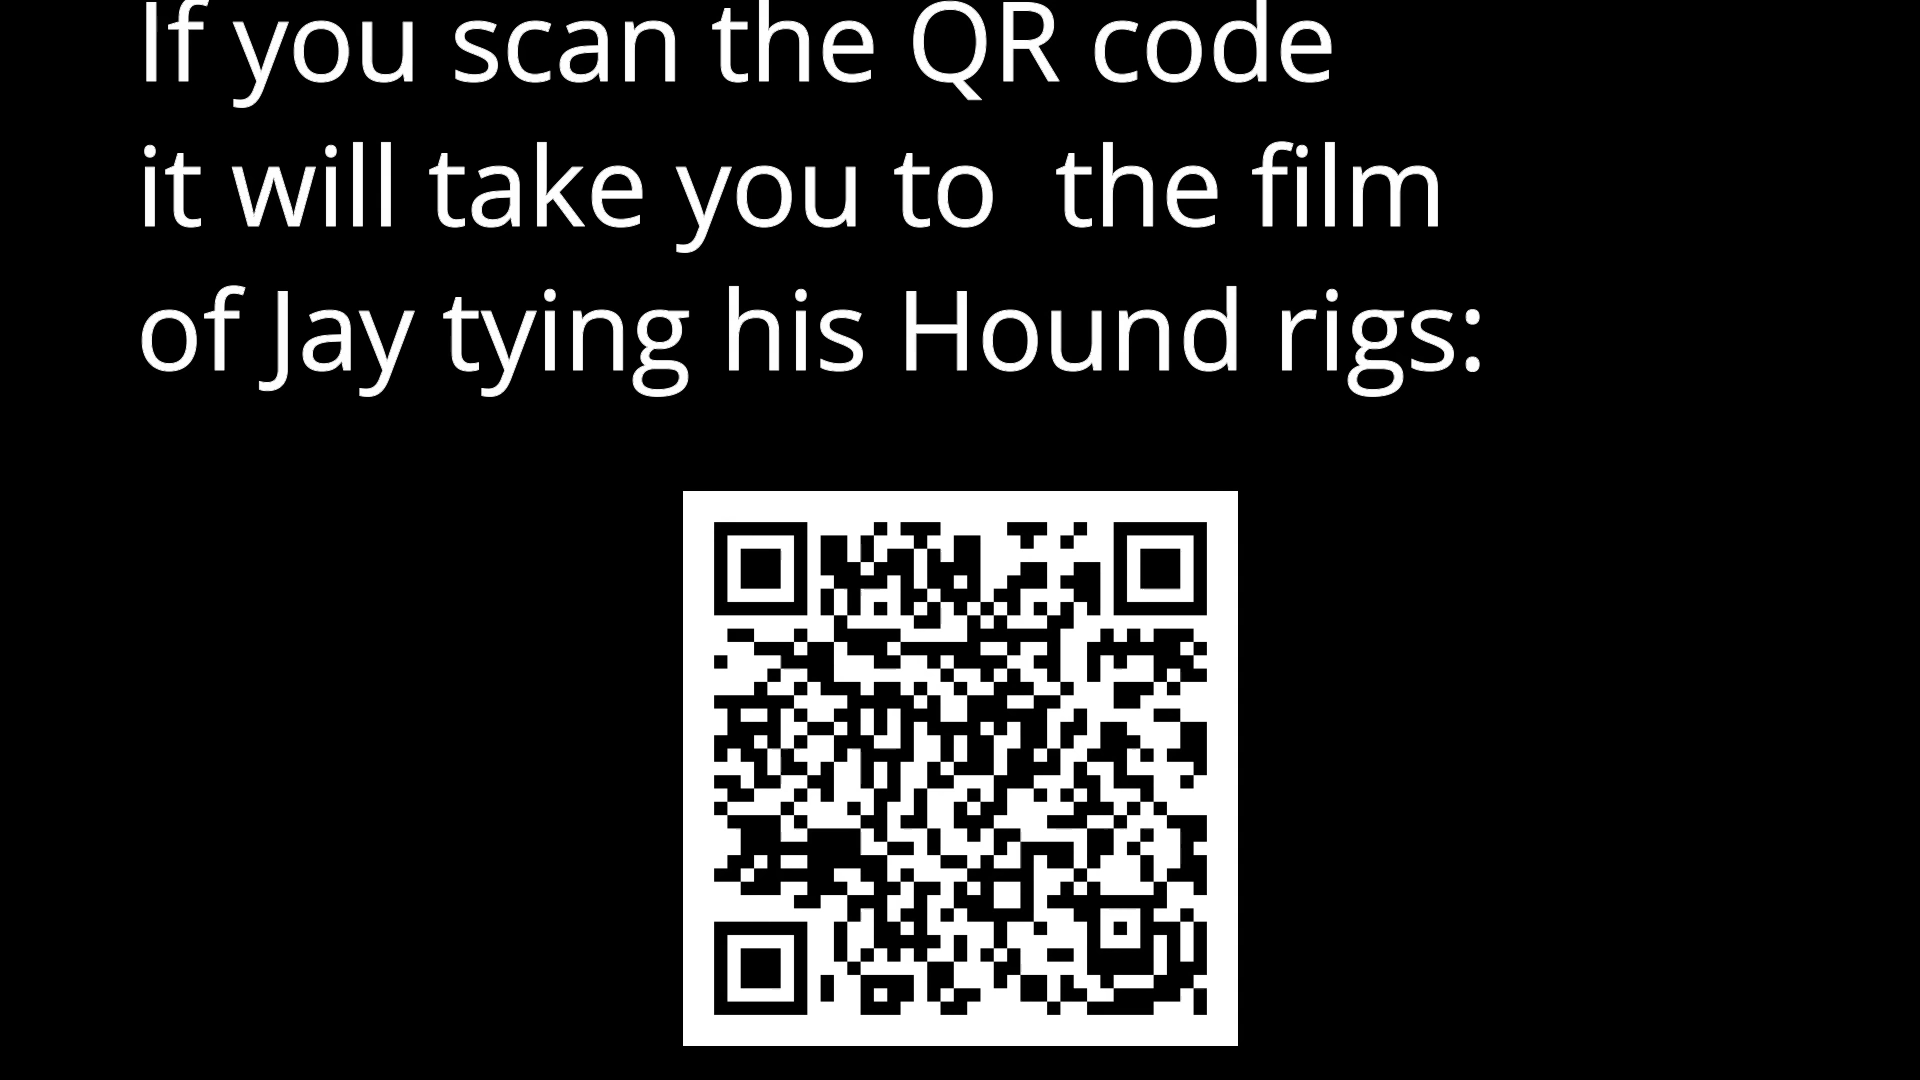 If you scan the QR code
it will take you to  the film
of Jay tying his Hound rigs: